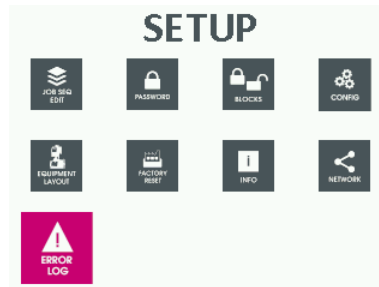 SETUP
JOB SEQ
EDIT
PASSWORD
BLOCKS
CONFIG
EQUIPMENT
LAYOUT
FACTORY
RESET
i
INFO
NETWORK
!
ERROR
LOG